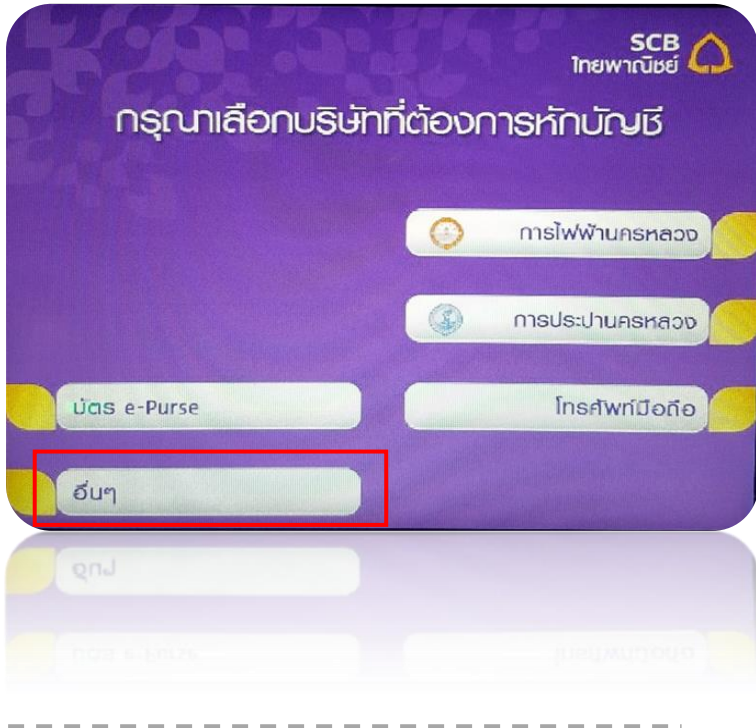 SCB
ไทยพาณิชย์
กรุณาเลือกบริษัทที่ต้องการหักบัญชี
การไฟฟ้านครหลวง
การประปานครหลวง
บัตร e-Purse
โทรศัพท์มือถือ
อื่นๆ